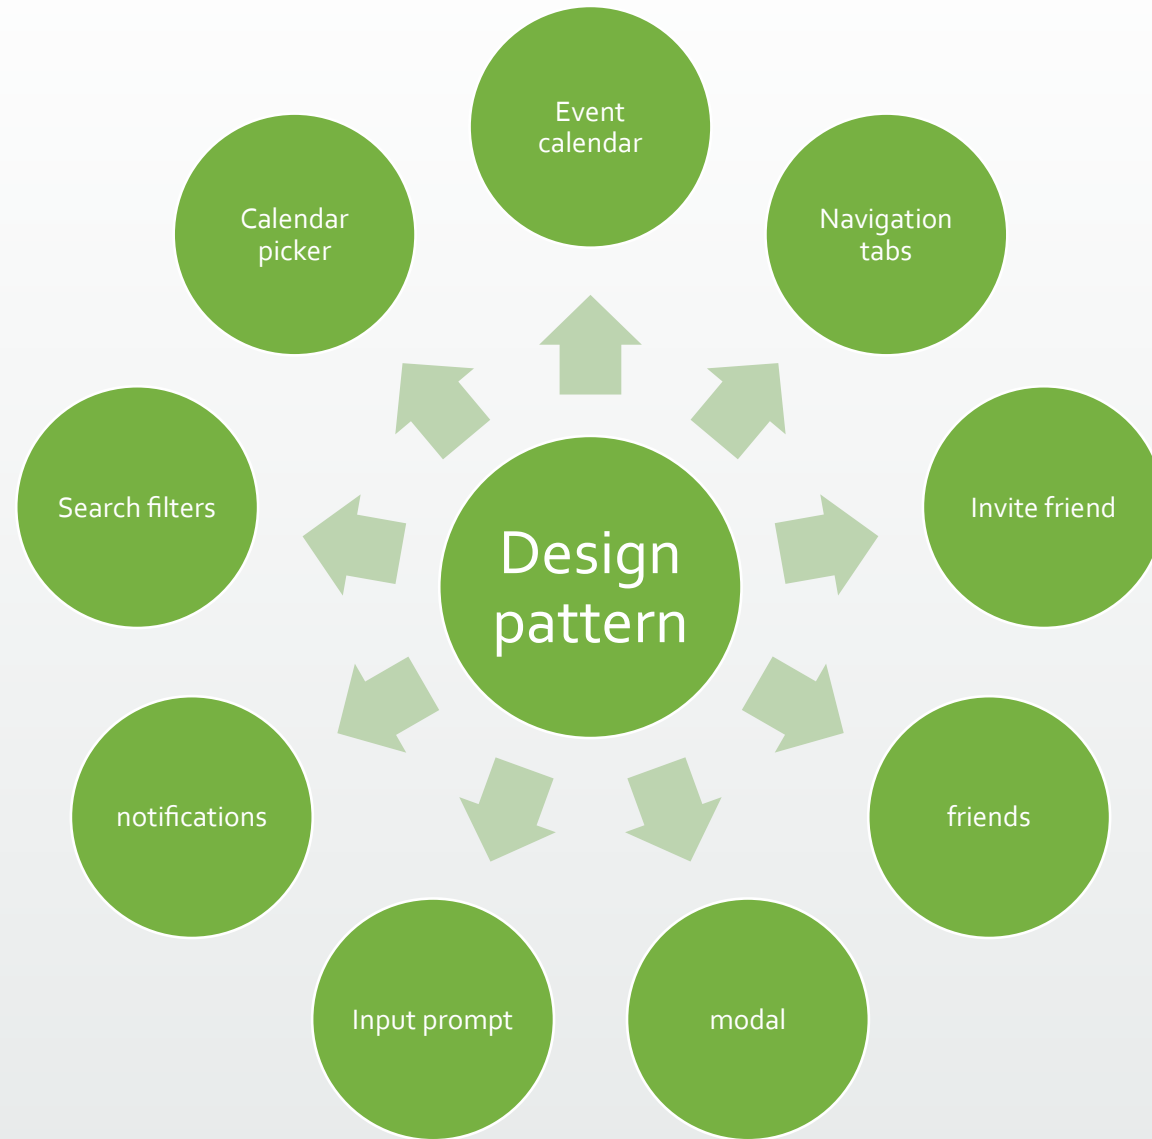 Event
calendar
Calendar
picker
Navigation
tabs
Search filters
Invite friend
Design
pattern
notifications
friends
Input prompt
modal